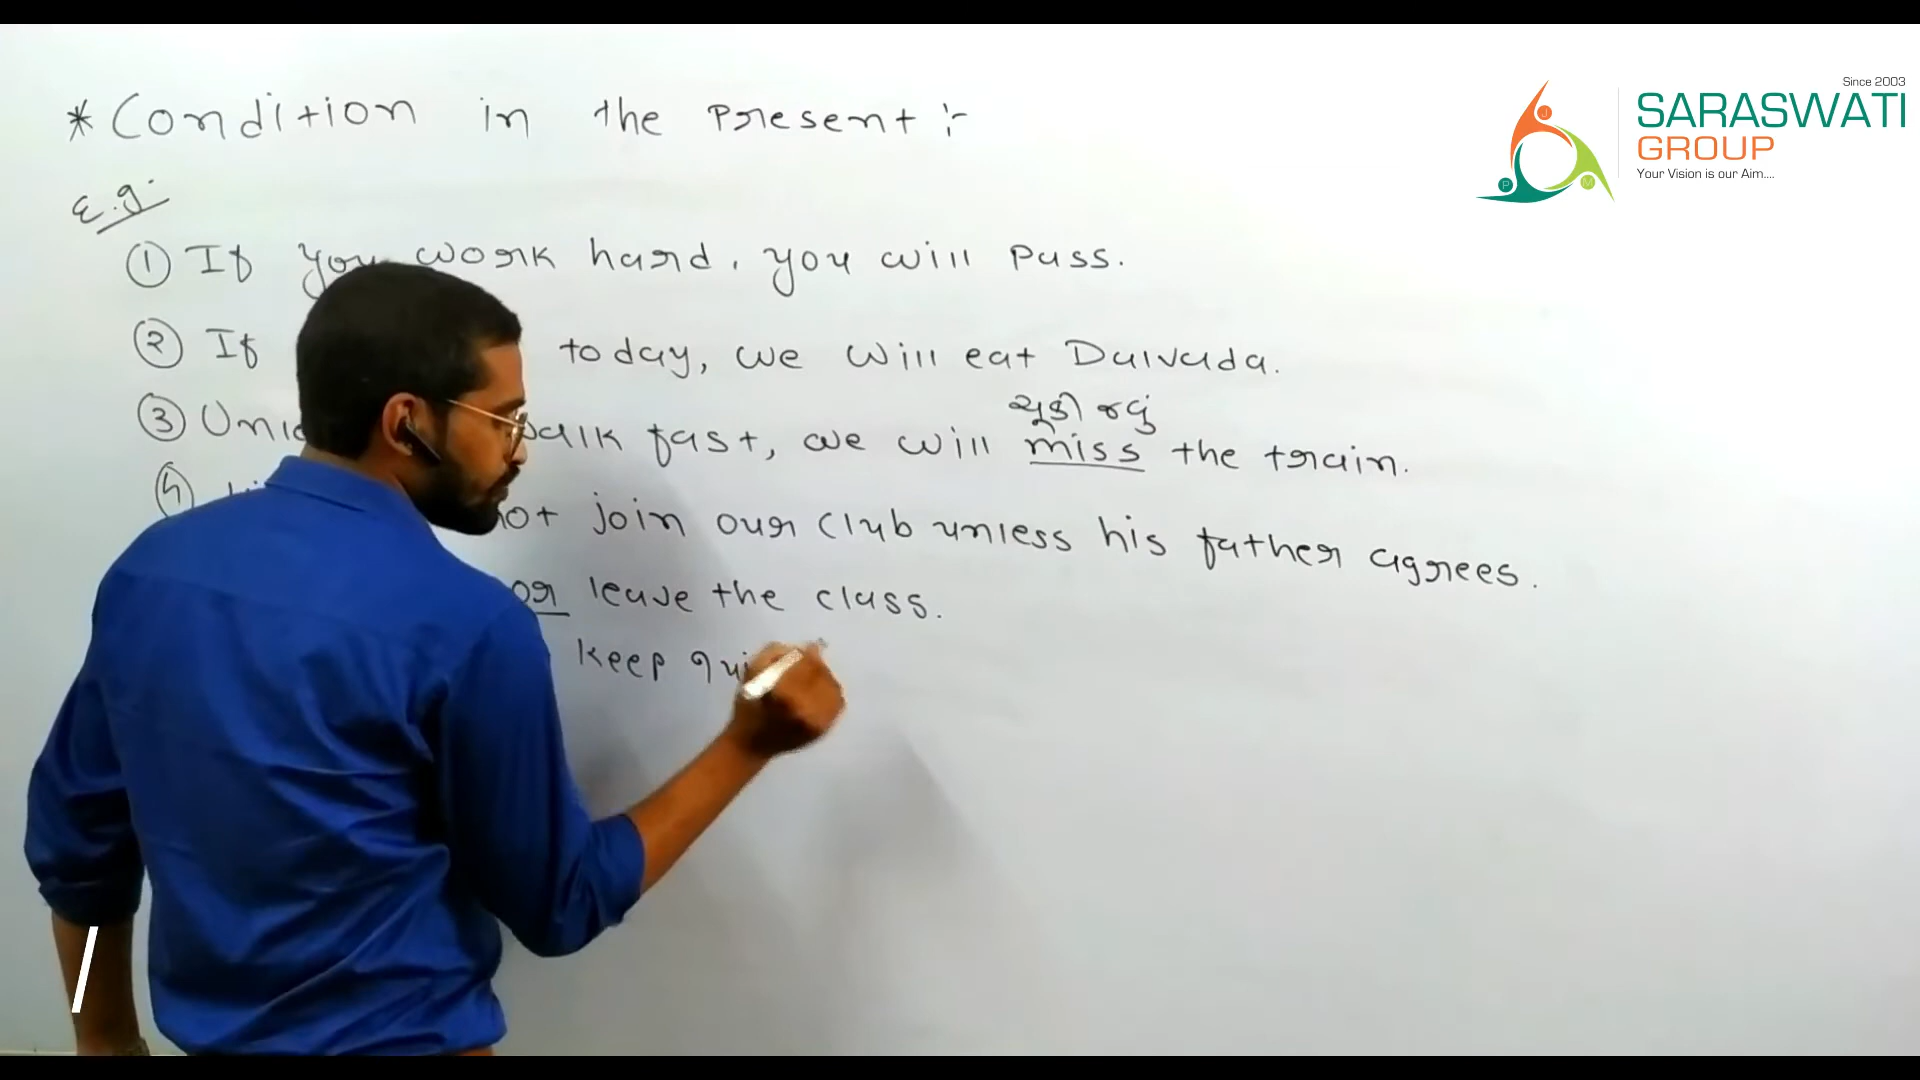 Since 2003
SARASWATI
GROUP
Your Vision is our Aim....
J
P
M
* Condition in the Present :-
E.g.
① If you work hard, you will pass.
② If today, we will eat Dalvada.
ચૂકી જવું
③ walk fast, we will miss the train.
④ not join our club unless his father agrees.
or leave the class.
keep